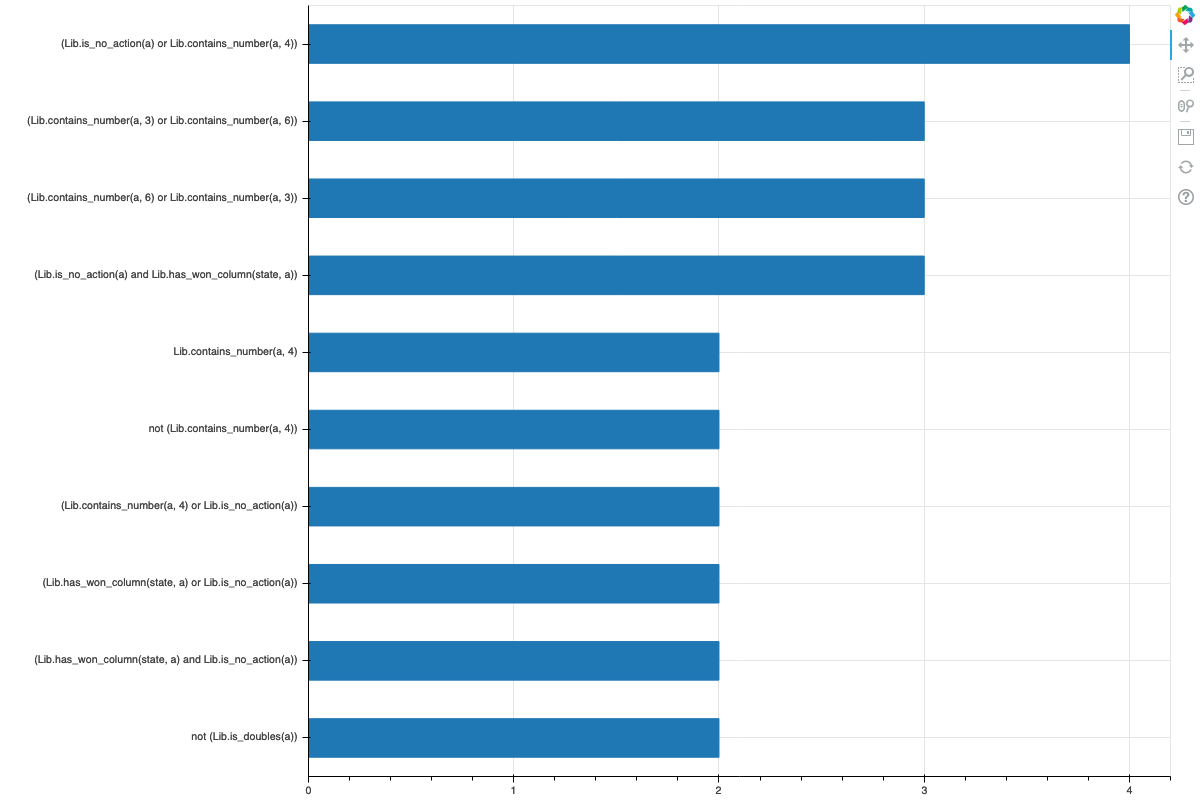 (Lib.is_no_action(a) or Lib.contains_number(a, 4))
(Lib.contains_number(a, 3) or Lib.contains_number(a, 6))
(Lib.contains_number(a, 6) or Lib.contains_number(a, 3))
(Lib.is_no_action(a) and Lib.has_won_column(state, a))
Lib.contains_number(a, 4)
not (Lib.contains_number(a, 4))
(Lib.contains_number(a, 4) or Lib.is_no_action(a))
(Lib.has_won_column(state, a) or Lib.is_no_action(a))
(Lib.has_won_column(state, a) and Lib.is_no_action(a))
not (Lib.is_doubles(a))
0 1 2 3 4